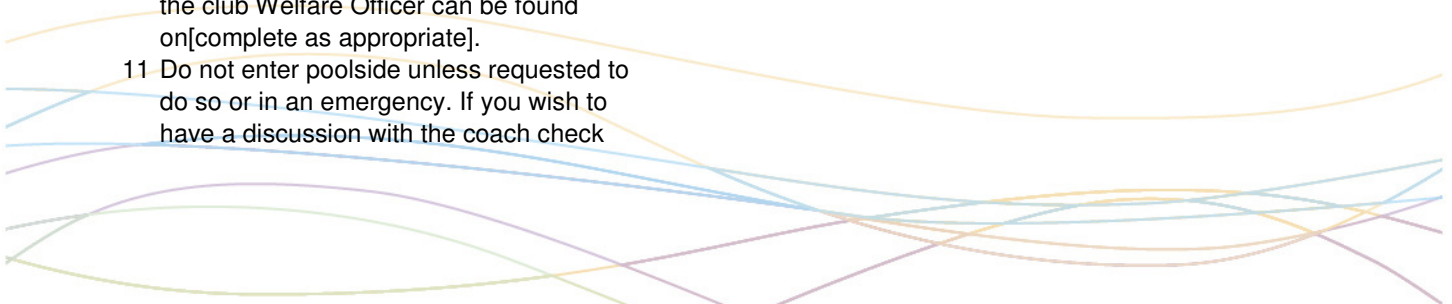 the club Welfare Officer can be found
on[complete as appropriate].
11 Do not enter poolside unless requested to
do so or in an emergency. If you wish to
have a discussion with the coach check